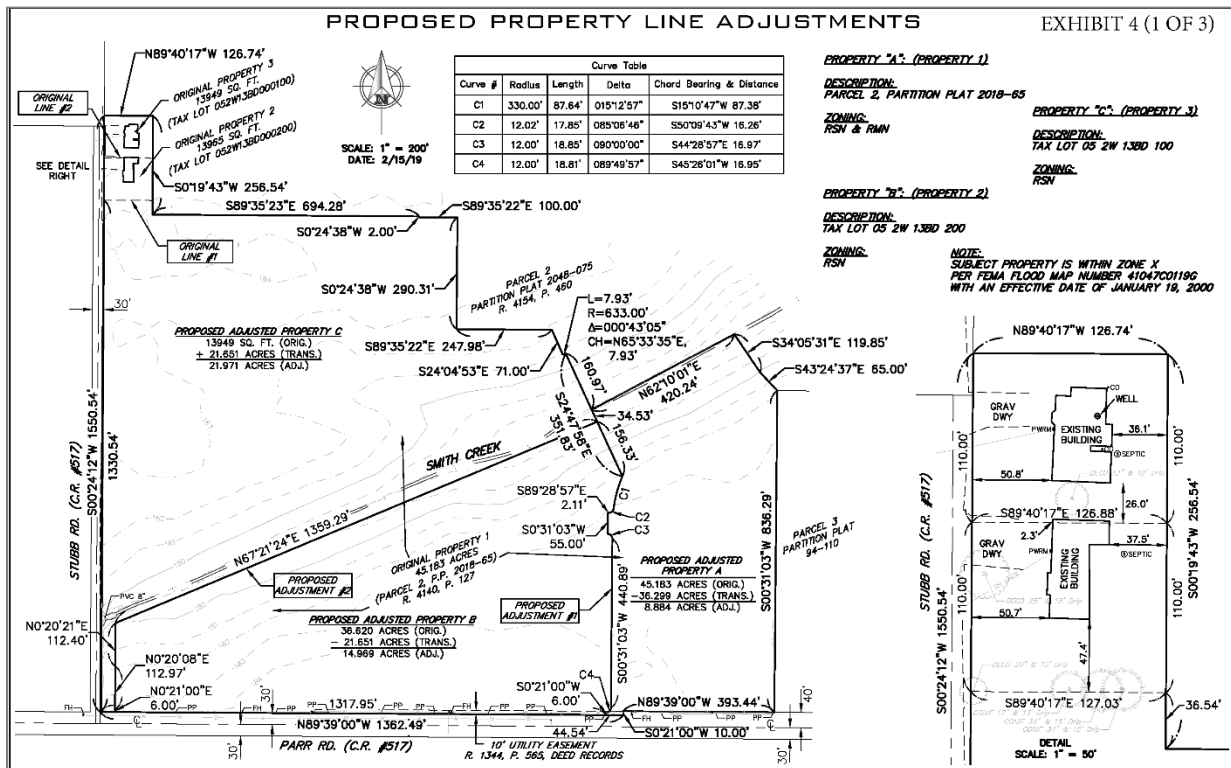 PROPOSED PROPERTY LINE ADJUSTMENTS
EXHIBIT 4 (1 OF 3)
N89°40'17"W 126.74'
ORIGINAL PROPERTY 3
13949 SQ. FT.
(TAX LOT 052W13BD000100)
ORIGINAL
LINE #2
ORIGINAL PROPERTY 2
13965 SQ. FT.
(TAX LOT 052W13BD000200)
SEE DETAIL
RIGHT
N
SCALE: 1" = 200'
DATE: 2/15/19
Curve Table
Curve # Radius Length Delta Chord Bearing & Distance
C1 330.00' 87.64' 015°12'57" S15°10'47"W 87.38'
C2 12.02' 17.85' 085°06'46" S50°09'43"W 16.26'
C3 12.00' 18.85' 090°00'00" S44°28'57"E 16.97'
C4 12.00' 18.81' 089°49'57" S45°26'01"W 16.95'
PROPERTY "A": (PROPERTY 1)
DESCRIPTION:
PARCEL 2, PARTITION PLAT 2018-65
ZONING:
RSN & RMN
PROPERTY "C": (PROPERTY 3)
DESCRIPTION:
TAX LOT 05 2W 13BD 100
ZONING:
RSN
PROPERTY "B": (PROPERTY 2)
DESCRIPTION:
TAX LOT 05 2W 13BD 200
ZONING:
RSN
NOTE:
SUBJECT PROPERTY IS WITHIN ZONE X
PER FEMA FLOOD MAP NUMBER 41047C0119G
WITH AN EFFECTIVE DATE OF JANUARY 19, 2000
S0°19'43"W 256.54'
S89°35'23"E 694.28'
S89°35'22"E 100.00'
S0°24'38"W 2.00'
ORIGINAL
LINE #1
S0°24'38"W 290.31'
PARCEL 2
PARTITION PLAT 2048-075
R. 4154, P. 460
L=7.93'
R=633.00'
Δ=000°43'05"
CH=N65°33'35"E,
7.93'
30'
PROPOSED ADJUSTED PROPERTY C
13949 SQ. FT. (ORIG.)
+ 21.651 ACRES (TRANS.)
21.971 ACRES (ADJ.)
S89°35'22"E 247.98'
S24°04'53"E 71.00'
160.97'
S34°05'31"E 119.85'
S43°24'37"E 65.00'
N62°10'01"E
420.24'
34.53'
S24°47'58"E
351.83'
156.33'
STUBB RD. (C.R. #517)
S00°24'12"W 1550.54'
1330.54'
SMITH CREEK
N67°21'24"E 1359.29'
S89°28'57"E
2.11'
C1
C2
C3
S0°31'03"W
55.00'
S00°31'03"W 836.29'
PARCEL 3
PARTITION PLAT
94-110
ORIGINAL PROPERTY 1
45.183 ACRES
(PARCEL 2, P.P. 2018-65)
R. 4140, P. 127
PROPOSED
ADJUSTMENT #2
PVC 8"
PROPOSED ADJUSTED
PROPERTY A
45.183 ACRES (ORIG.)
-36.299 ACRES (TRANS.)
8.884 ACRES (ADJ.)
PROPOSED
ADJUSTMENT #1
S00°31'03"W 440.89'
PROPOSED ADJUSTED PROPERTY B
36.620 ACRES (ORIG.)
- 21.651 ACRES (TRANS.)
14.969 ACRES (ADJ.)
N0°20'21"E
112.40'
N0°20'08"E
112.97'
N0°21'00"E
6.00'
C4
S0°21'00"W
6.00'
30'
1317.95'
N89°39'00"W 393.44'
40'
FH PP PP PP FH PP PP PP FH PP PP
N89°39'00"W 1362.49'
44.54'
S0°21'00"W 10.00'
PARR RD. (C.R. #517)
30'
10' UTILITY EASEMENT
R. 1344, P. 565, DEED RECORDS
30'
N89°40'17"W 126.74'
GRAV
DWY
CO
WELL
PWRM
EXISTING
BUILDING
36.1'
SEPTIC
110.00'
110.00'
50.8'
26.0'
S89°40'17"E 126.88'
2.3'
37.5'
PWRM
SEPTIC
GRAV
DWY
EXISTING
BUILDING
STUBB RD. (C.R. #517)
S00°24'12"W 1550.54'
110.00'
110.00'
S00°19'43"W 256.54'
50.7'
47.4'
S89°40'17"E 127.03'
36.54'
DETAIL
SCALE: 1" = 50'